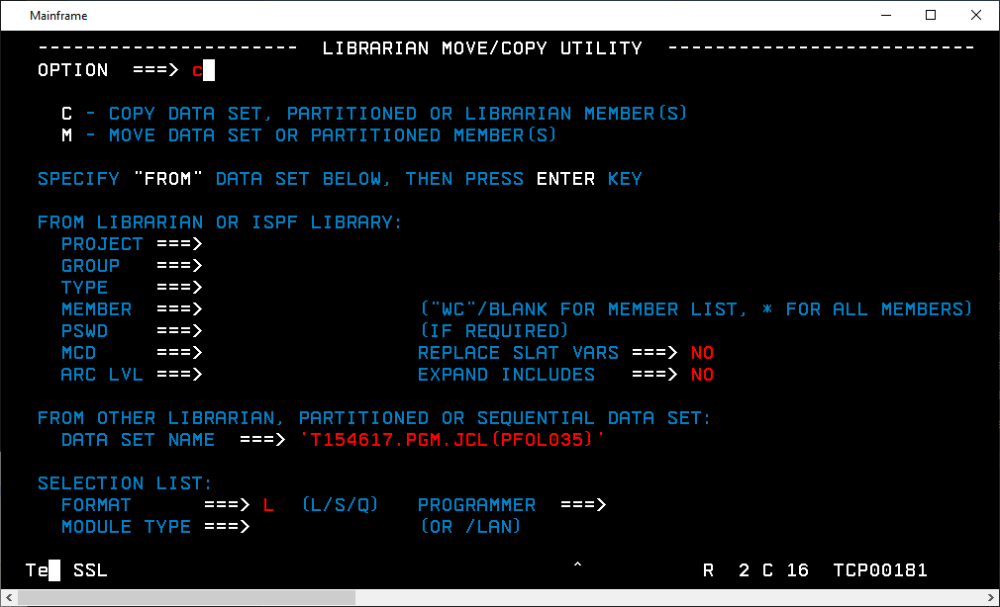 Mainframe
---------------------- LIBRARIAN MOVE/COPY UTILITY --------------------------
OPTION ===> c
C - COPY DATA SET, PARTITIONED OR LIBRARIAN MEMBER(S)
M - MOVE DATA SET OR PARTITIONED MEMBER(S)
SPECIFY "FROM" DATA SET BELOW, THEN PRESS ENTER KEY
FROM LIBRARIAN OR ISPF LIBRARY:
PROJECT ===>
GROUP ===>
TYPE ===>
MEMBER ===> ("WC"/BLANK FOR MEMBER LIST, * FOR ALL MEMBERS)
PSWD ===> (IF REQUIRED)
MCD ===> REPLACE SLAT VARS ===> NO
ARC LVL ===> EXPAND INCLUDES ===> NO
FROM OTHER LIBRARIAN, PARTITIONED OR SEQUENTIAL DATA SET:
DATA SET NAME ===> 'T154617.PGM.JCL(PFOL035)'
SELECTION LIST:
FORMAT ===> L (L/S/Q) PROGRAMMER ===>
MODULE TYPE ===> (OR /LAN)
Te SSL ^ R 2 C 16 TCP00181